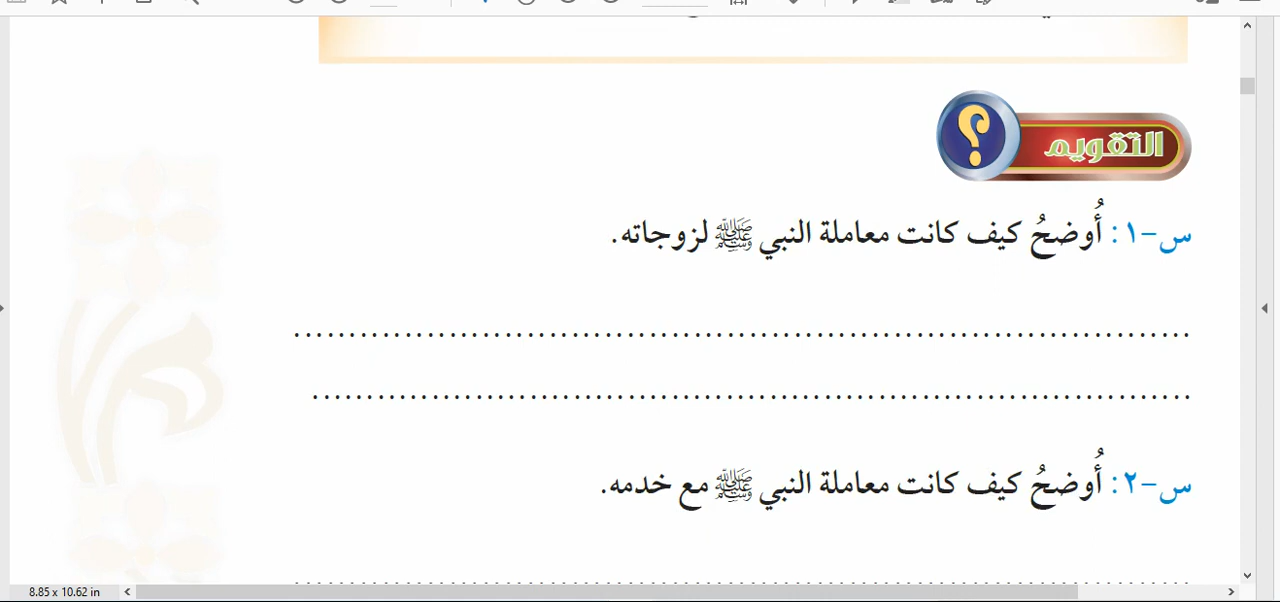 التقويم
س-١: أُوضحُ كيف كانت معاملة النبي ﷺ لزوجاته.
................................................................................
................................................................................
س-٢: أُوضحُ كيف كانت معاملة النبي ﷺ مع خدمه.
................................................................................
8.85 x 10.62 in